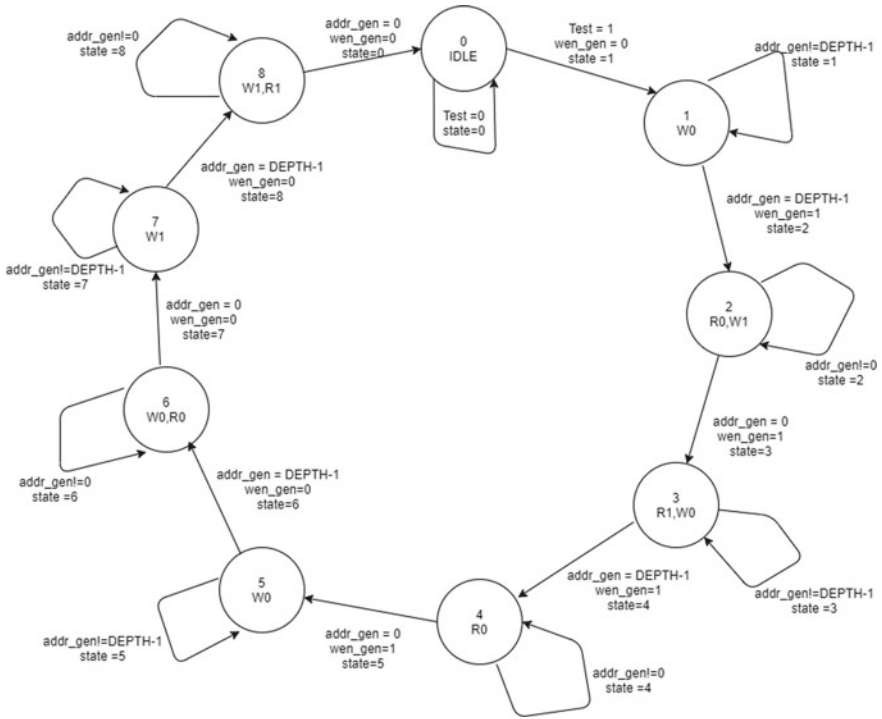 0
IDLE
Test =0
state=0
Test = 1
wen_gen = 0
state =1
1
W0
addr_gen!=DEPTH-1
state =1
addr_gen = DEPTH-1
wen_gen=1
state=2
2
R0,W1
addr_gen!=0
state =2
addr_gen = 0
wen_gen=1
state=3
3
R1,W0
addr_gen!=DEPTH-1
state =3
addr_gen = DEPTH-1
wen_gen=1
state=4
4
R0
addr_gen!=0
state =4
addr_gen = 0
wen_gen=1
state=5
5
W0
addr_gen!=DEPTH-1
state =5
addr_gen = DEPTH-1
wen_gen=0
state=6
6
W0,R0
addr_gen!=0
state =6
addr_gen = 0
wen_gen=0
state=7
7
W1
addr_gen!=DEPTH-1
state =7
addr_gen = DEPTH-1
wen_gen=0
state=8
8
W1,R1
addr_gen!=0
state =8
addr_gen = 0
wen_gen=0
state=0